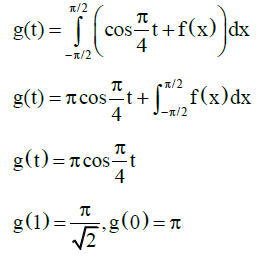 g(t) = ∫_{-π/2}^{π/2} (cos π/4 t + f(x)) dx
g(t) = π cos π/4 t + ∫_{-π/2}^{π/2} f(x) dx
g(t) = π cos π/4 t
g(1) = π/√2, g(0) = π